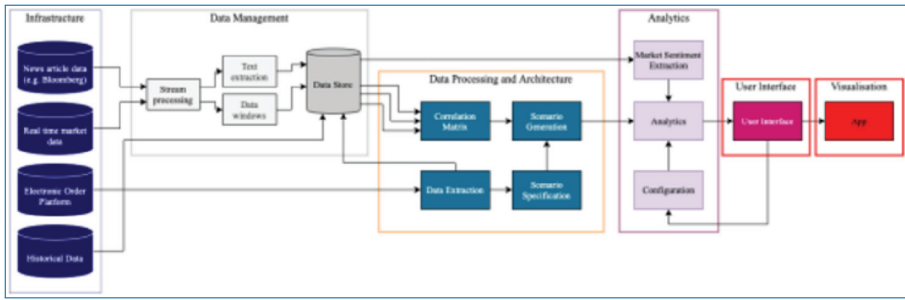 Infrastructure
Data Management
Analytics
News article data
(e.g. Bloomberg)
Text
extraction
Stream
processing
Data
windows
Data Store
Market Sentiment
Extraction
Data Processing and Architecture
User Interface
Visualisation
Real time market
data
Correlation
Matrix
Scenario
Generation
Analytics
User Interface
App
Electronic Order
Platform
Data Extraction
Scenario
Specification
Configuration
Historical Data